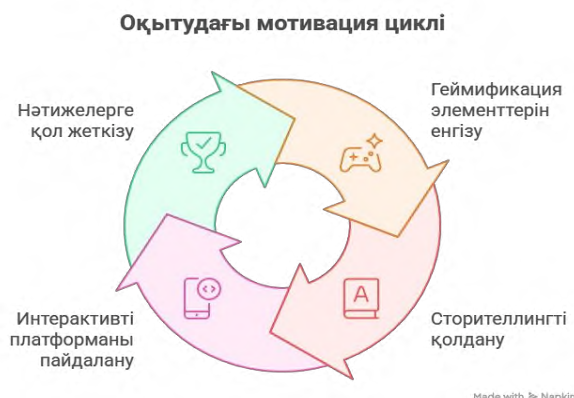 Оқытудағы мотивация циклі
Нәтижелерге
қол жеткізу
Геймификация
элементтерін
енгізу
A
Интерактивті
платформаны
пайдалану
Сторителлингті
қолдану
Made with Napkin